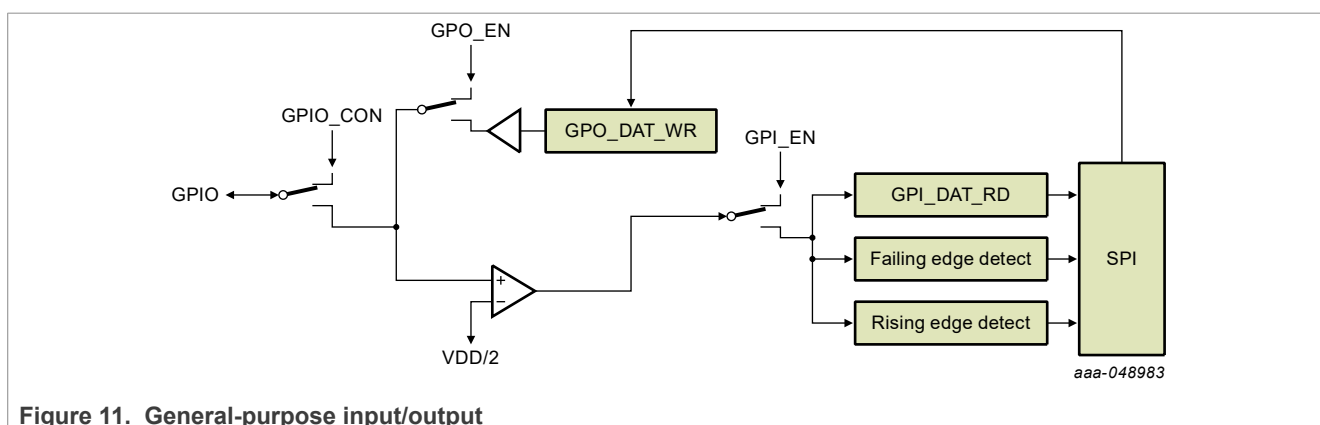 GPO_EN
GPIO_CON
GPO_DAT_WR
GPI_EN
GPIO
GPI_DAT_RD
+
Failing edge detect
SPI
−
Rising edge detect
VDD/2
aaa-048983
Figure 11. General-purpose input/output